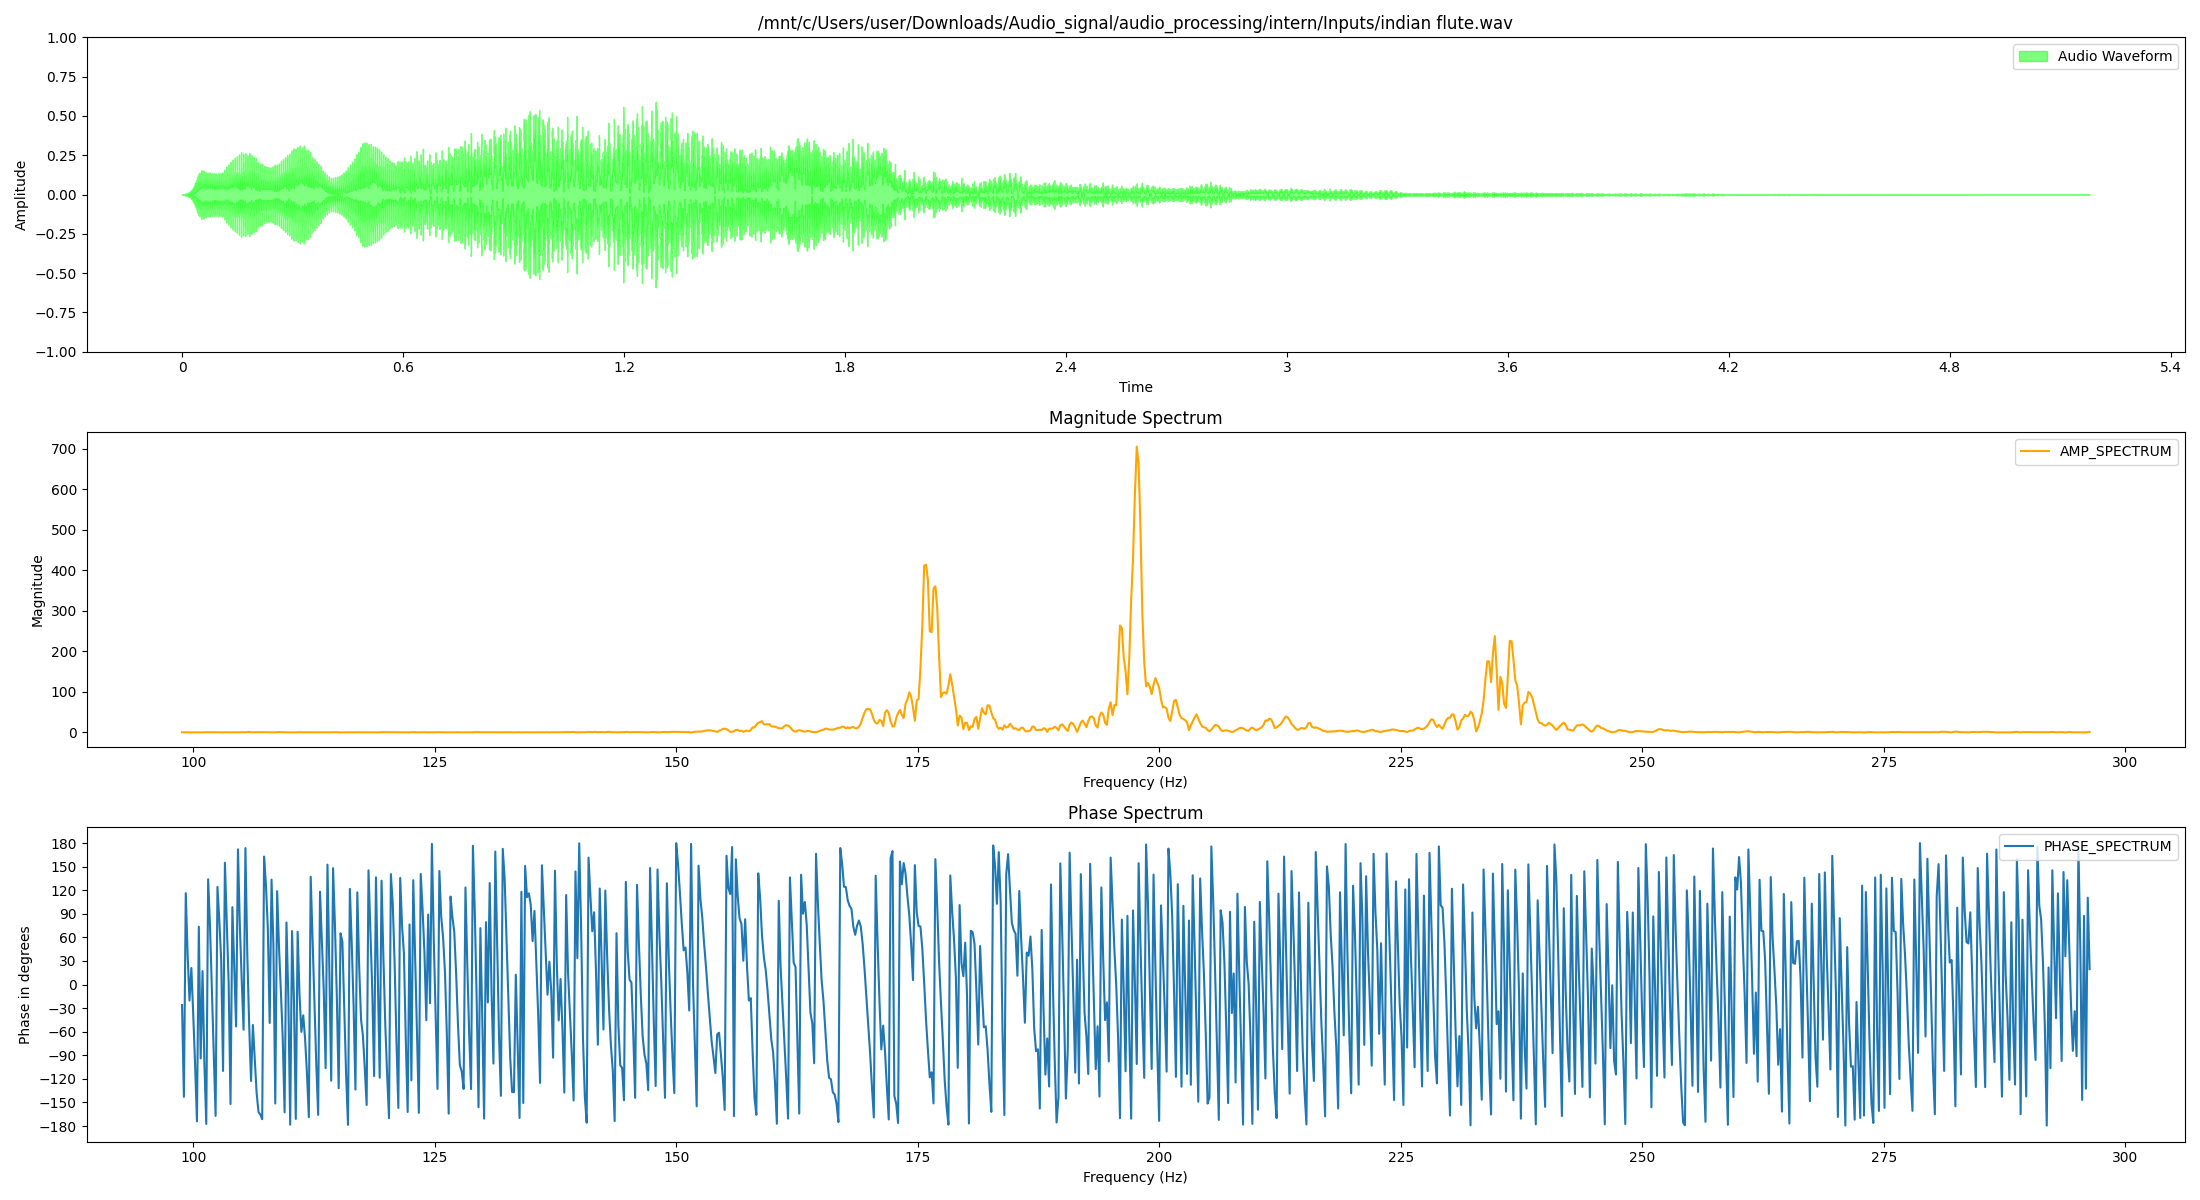 /mnt/c/Users/user/Downloads/Audio_signal/audio_processing/intern/Inputs/indian flute.wav
Audio Waveform
Amplitude
1.00
0.75
0.50
0.25
0.00
−0.25
−0.50
−0.75
−1.00
0 0.6 1.2 1.8 2.4 3 3.6 4.2 4.8 5.4
Time
Magnitude Spectrum
AMP_SPECTRUM
Magnitude
700
600
500
400
300
200
100
0
100 125 150 175 200 225 250 275 300
Frequency (Hz)
Phase Spectrum
PHASE_SPECTRUM
Phase in degrees
180
150
120
90
60
30
0
−30
−60
−90
−120
−150
−180
100 125 150 175 200 225 250 275 300
Frequency (Hz)